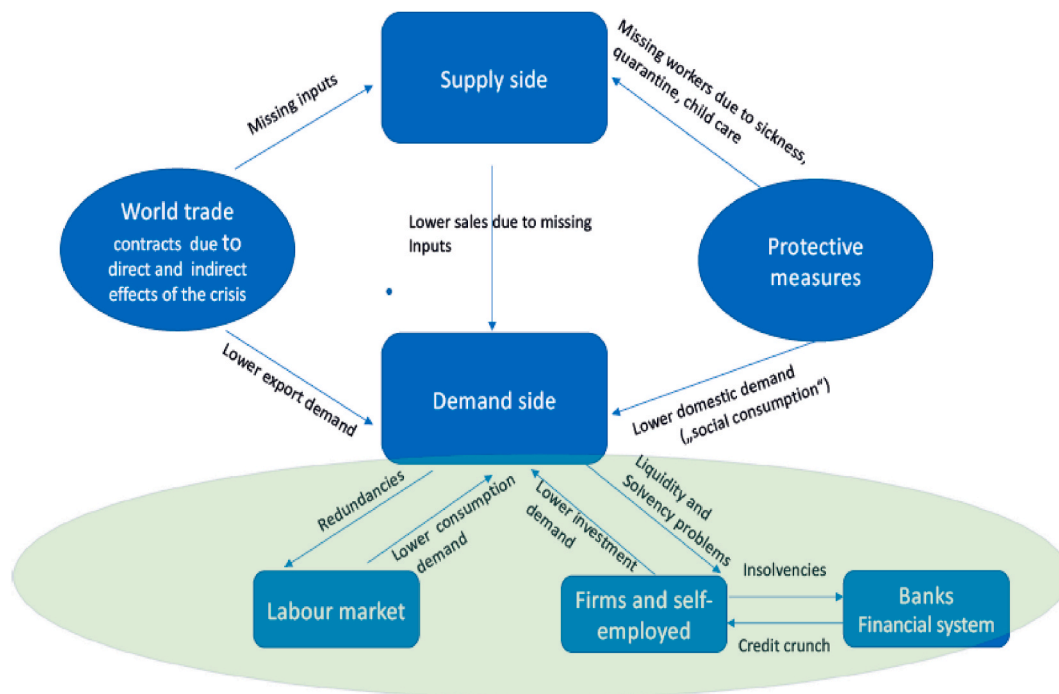 Supply side
Missing inputs
Missing workers due to sickness,
quarantine, child care
World trade
contracts due to
direct and indirect
effects of the crisis
Lower sales due to missing
Inputs
Protective
measures
Lower export demand
Demand side
Lower domestic demand
(„social consumption“)
Redundancies
Lower consumption
demand
Lower investment
demand
Liquidity and
Solvency problems
Labour market
Firms and self-
employed
Insolvencies
Credit crunch
Banks
Financial system